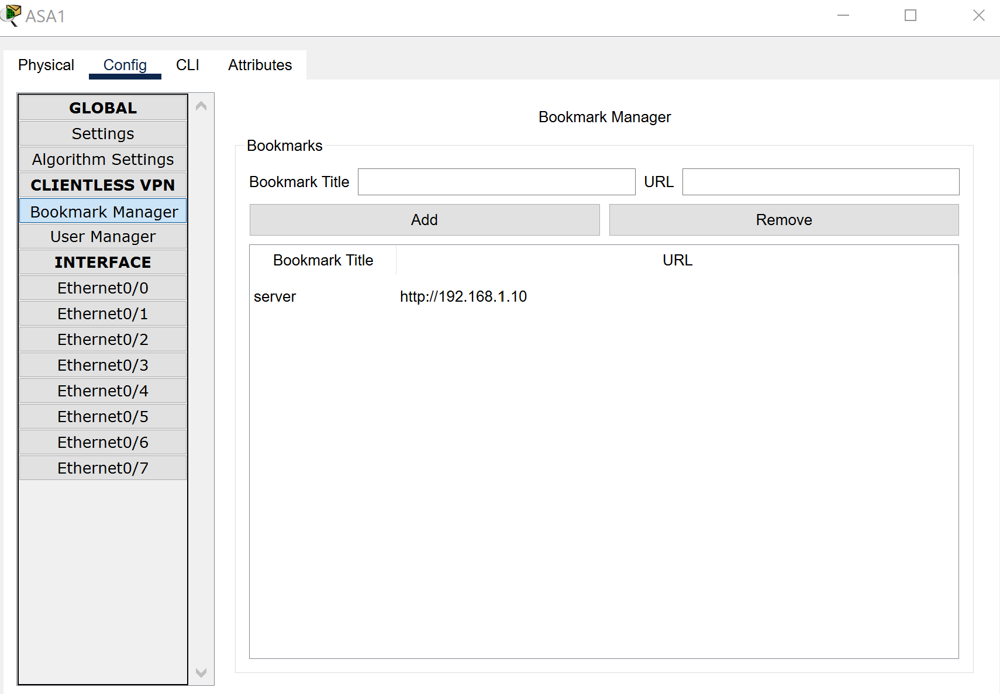 ASA1
Physical Config CLI Attributes
GLOBAL
Settings
Algorithm Settings
CLIENTLESS VPN
Bookmark Manager
User Manager
INTERFACE
Ethernet0/0
Ethernet0/1
Ethernet0/2
Ethernet0/3
Ethernet0/4
Ethernet0/5
Ethernet0/6
Ethernet0/7
Bookmark Manager
Bookmarks
Bookmark Title URL
Add Remove
Bookmark Title URL
server http://192.168.1.10